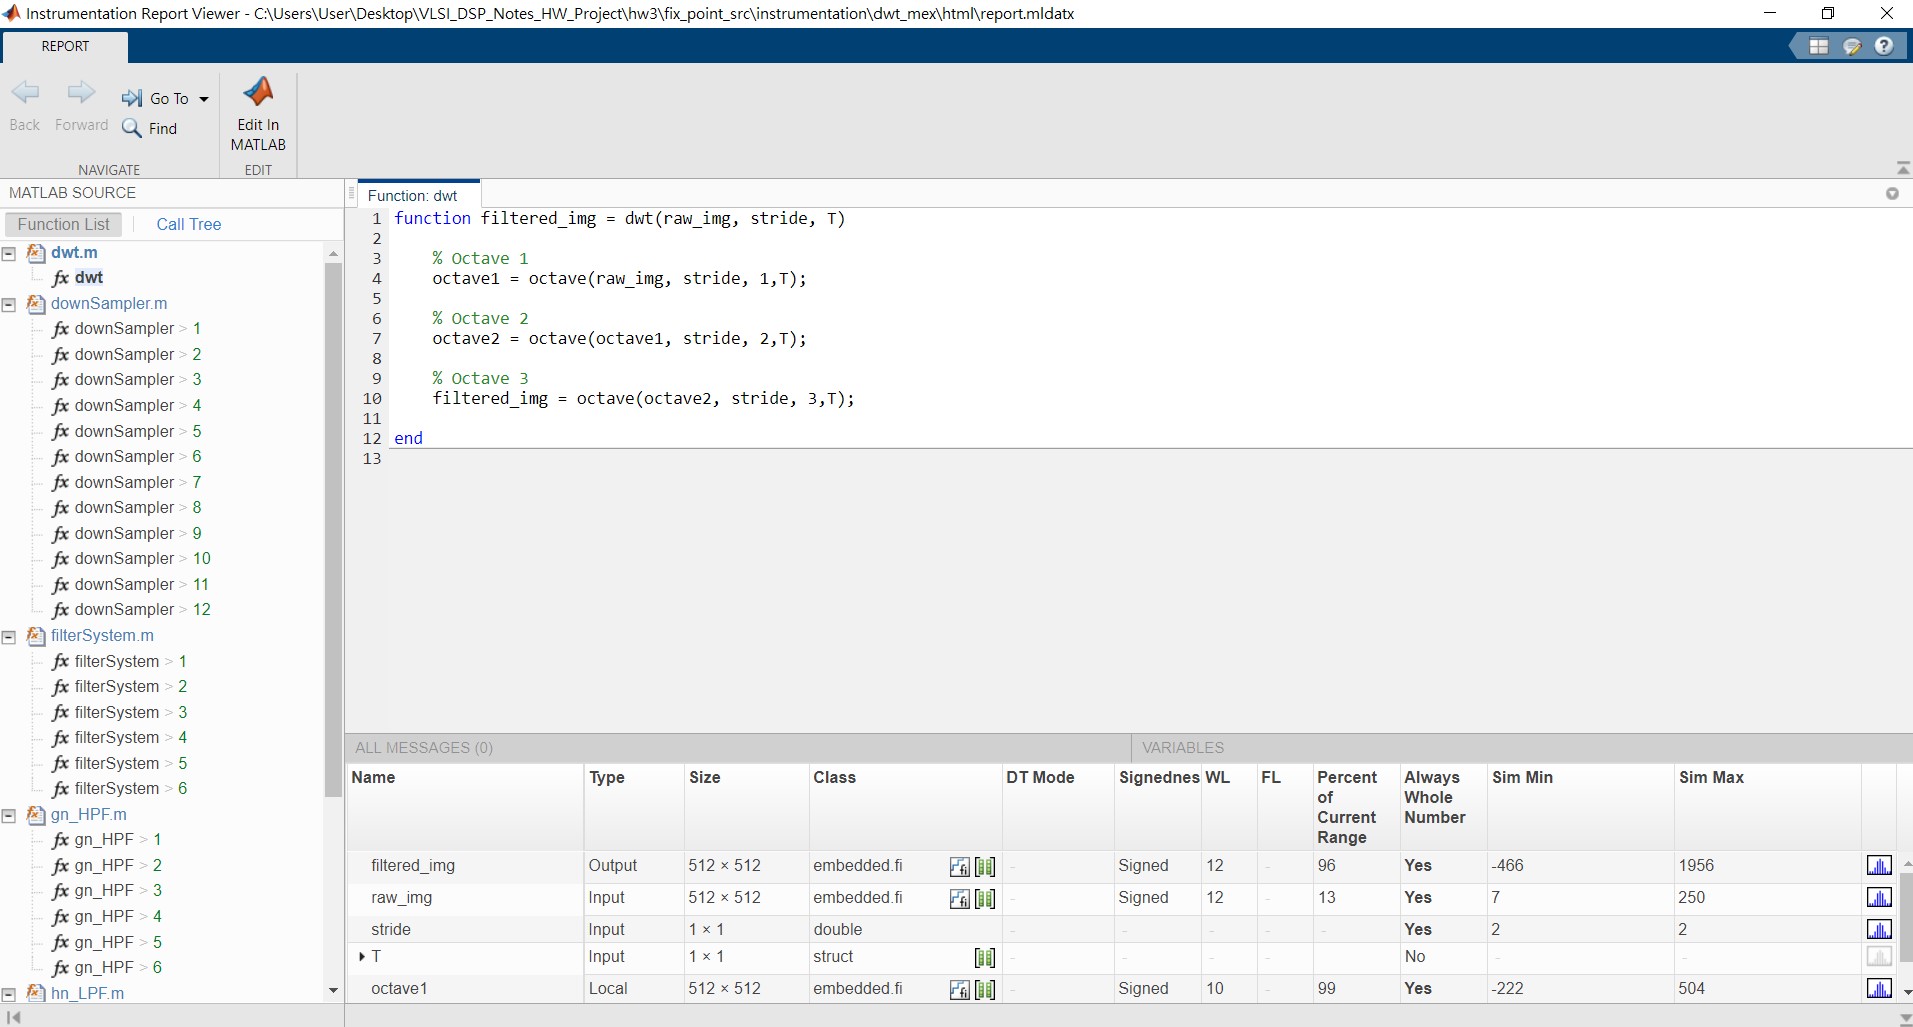 Instrumentation Report Viewer - C:\Users\User\Desktop\VLSI_DSP_Notes_HW_Project\hw3\fix_point_src\instrumentation\dwt_mex\html\report.mldatx
REPORT
Back
Forward
Go To
Find
NAVIGATE
Edit In
MATLAB
EDIT
MATLAB SOURCE
Function List
Call Tree
dwt.m
fx dwt
downSampler.m
fx downSampler > 1
fx downSampler > 2
fx downSampler > 3
fx downSampler > 4
fx downSampler > 5
fx downSampler > 6
fx downSampler > 7
fx downSampler > 8
fx downSampler > 9
fx downSampler > 10
fx downSampler > 11
fx downSampler > 12
filterSystem.m
fx filterSystem > 1
fx filterSystem > 2
fx filterSystem > 3
fx filterSystem > 4
fx filterSystem > 5
fx filterSystem > 6
gn_HPF.m
fx gn_HPF > 1
fx gn_HPF > 2
fx gn_HPF > 3
fx gn_HPF > 4
fx gn_HPF > 5
fx gn_HPF > 6
hn_LPF.m
Function: dwt
1 function filtered_img = dwt(raw_img, stride, T)
2
3 % Octave 1
4 octave1 = octave(raw_img, stride, 1,T);
5
6 % Octave 2
7 octave2 = octave(octave1, stride, 2,T);
8
9 % Octave 3
10 filtered_img = octave(octave2, stride, 3,T);
11
12 end
13
ALL MESSAGES (0)
VARIABLES
Name Type Size Class DT Mode Signednes WL FL Percent of Current Range Always Whole Number Sim Min Sim Max
filtered_img Output 512 × 512 embedded.fi - Signed 12 - 96 Yes -466 1956
raw_img Input 512 × 512 embedded.fi - Signed 12 - 13 Yes 7 250
stride Input 1 × 1 double - - - - - Yes 2 2
T Input 1 × 1 struct - - - - No - -
octave1 Local 512 × 512 embedded.fi - Signed 10 - 99 Yes -222 504